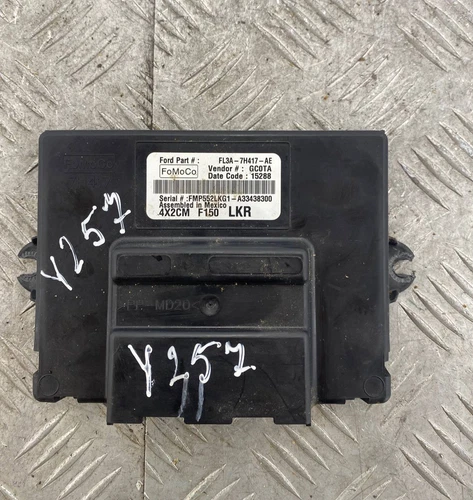 Ford Part # : FL3A-7H417-AE
FoMoCo
Vendor # : GC0TA
Date Code : 15288
Serial # :FMP552LKG1-A33438300
Assembled in Mexico
4X2CM F150 LKR
Y257
Y257